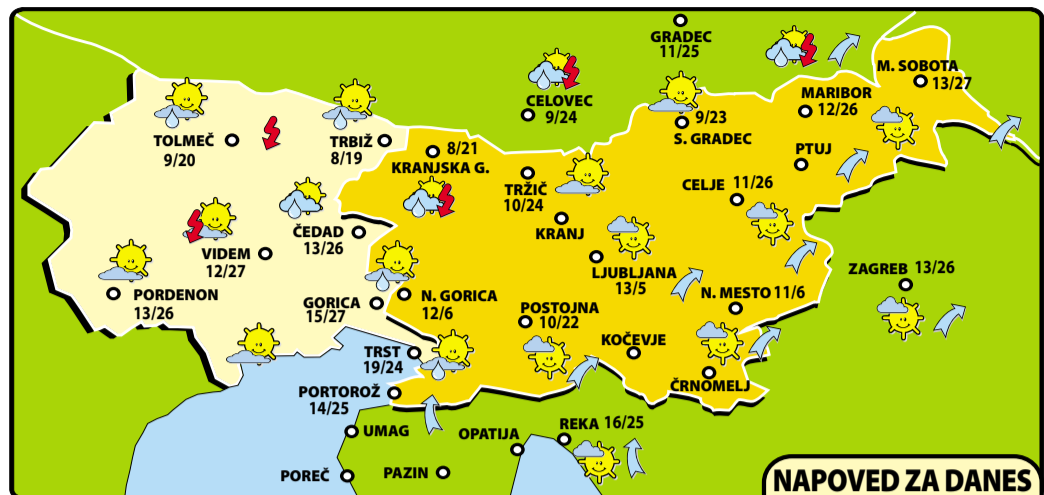 GRADEC
11/25
M. SOBOTA
13/27
CELOVEC
9/24
MARIBOR
12/26
9/23
S. GRADEC
TOLMEČ
9/20
TRBIŽ
8/19
8/21
KRANJSKA G.
PTUJ
TRŽIČ
10/24
CELJE 11/26
KRANJ
ČEDAD
13/26
VIDEM
12/27
LJUBLJANA
13/5
ZAGREB 13/26
PORDENON
13/26
GORICA
15/27
N. GORICA
12/6
N. MESTO 11/6
POSTOJNA
10/22
KOČEVJE
TRST
19/24
ČRNOMELJ
PORTOROŽ
14/25
UMAG
OPATIJA
REKA 16/25
POREČ
PAZIN
NAPOVED ZA DANES